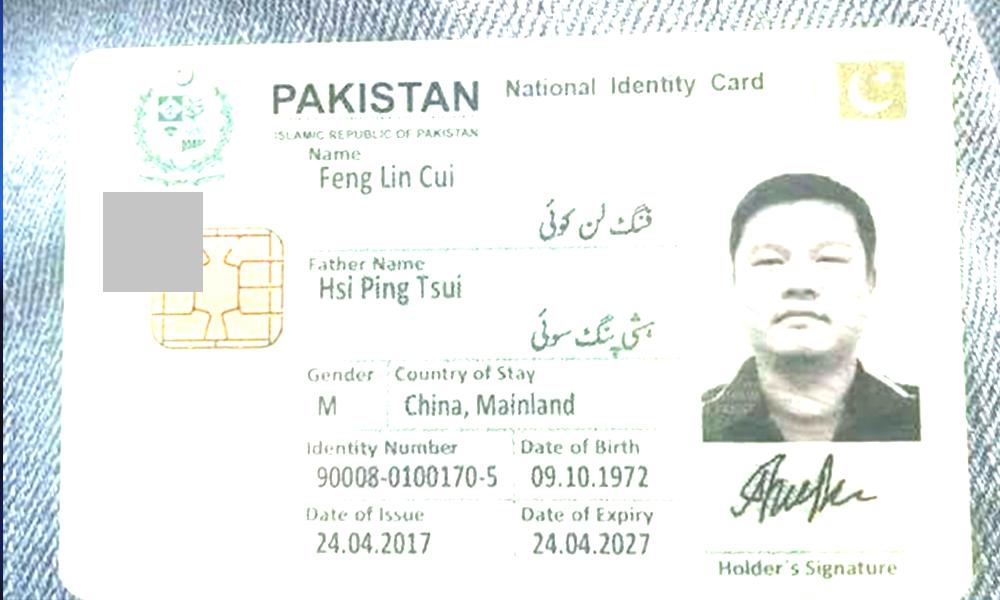 PAKISTAN National Identity Card
ISLAMIC REPUBLIC OF PAKISTAN
Name
Feng Lin Cui
فنگ لن کوئی
Father Name
Hsi Ping Tsui
ہشی پنگ سوئی
Gender Country of Stay
M China, Mainland
Identity Number Date of Birth
90008-0100170-5 09.10.1972
Date of Issue Date of Expiry
24.04.2017 24.04.2027
Holder's Signature